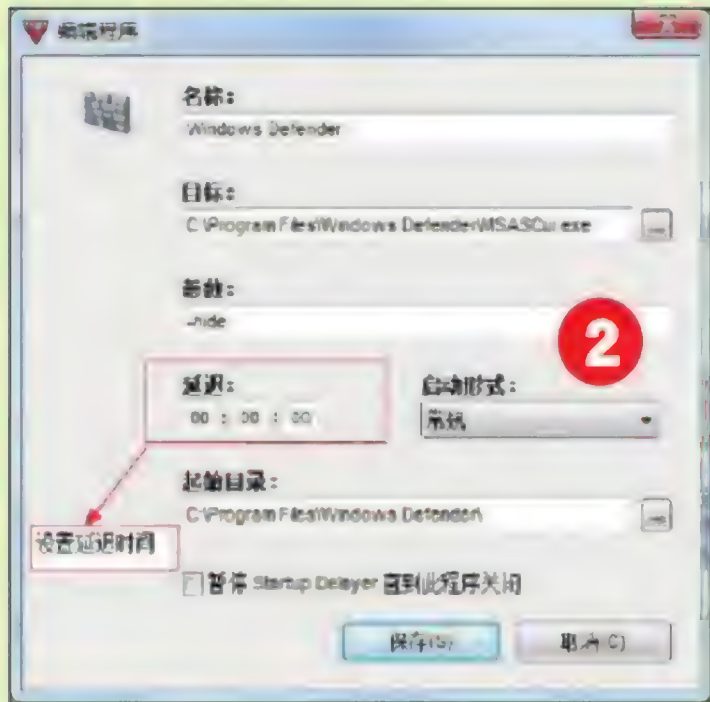 编辑程序
名称：
Windows Defender
目标：
C:\Program Files\Windows Defender\MSASCui.exe
...
参数：
-hide
2
延迟：
00 : 00 : 00
启动形式：
常规
起始目录：
C:\Program Files\Windows Defender\
...
设置延迟时间
暂停 Startup Delayer 直到此程序关闭
保存(S)
取消(C)